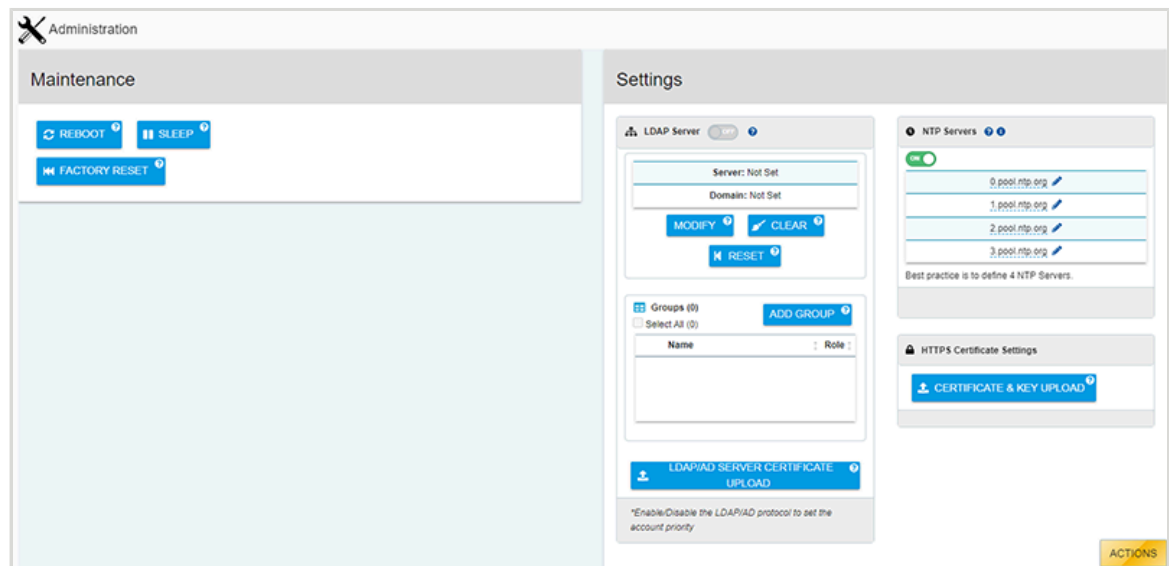 Administration
Maintenance
REBOOT
SLEEP
FACTORY RESET
Settings
LDAP Server OFF
Server: Not Set
Domain: Not Set
MODIFY
CLEAR
RESET
Groups (0)
Select All (0)
ADD GROUP
Name
Role
LDAP/AD SERVER CERTIFICATE
UPLOAD
*Enable/Disable the LDAP/AD protocol to set the
account priority
NTP Servers
ON
0.pool.ntp.org
1.pool.ntp.org
2.pool.ntp.org
3.pool.ntp.org
Best practice is to define 4 NTP Servers.
HTTPS Certificate Settings
CERTIFICATE & KEY UPLOAD
ACTIONS